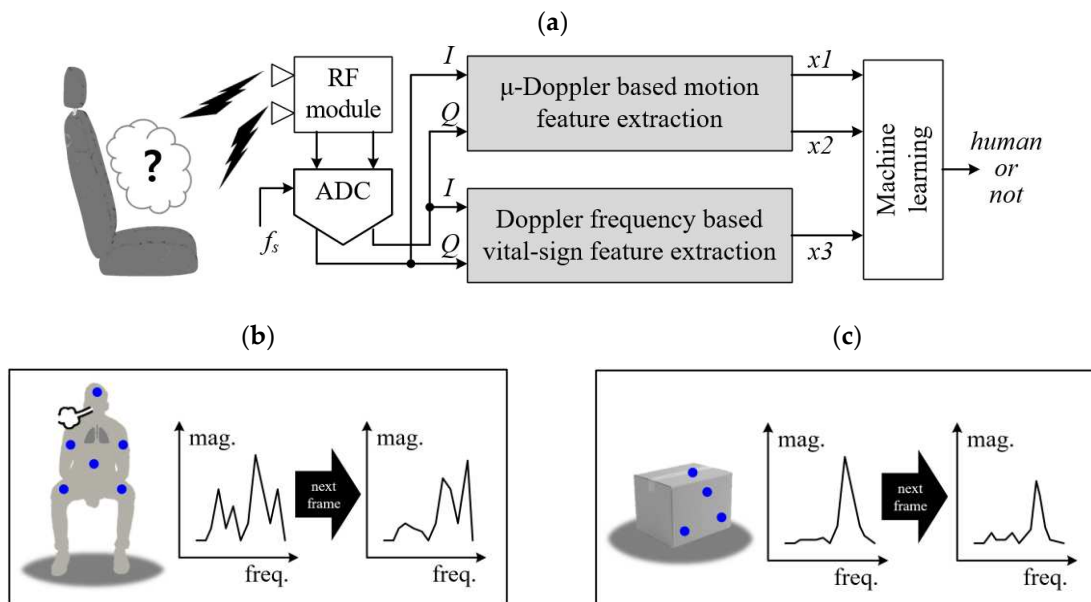 (a)
RF
module
ADC
fs
I
Q
I
Q
μ-Doppler based motion
feature extraction
Doppler frequency based
vital-sign feature extraction
x1
x2
x3
Machine
learning
human
or
not
?
(b)
(c)
mag.
freq.
next
frame
mag.
freq.
mag.
freq.
next
frame
mag.
freq.